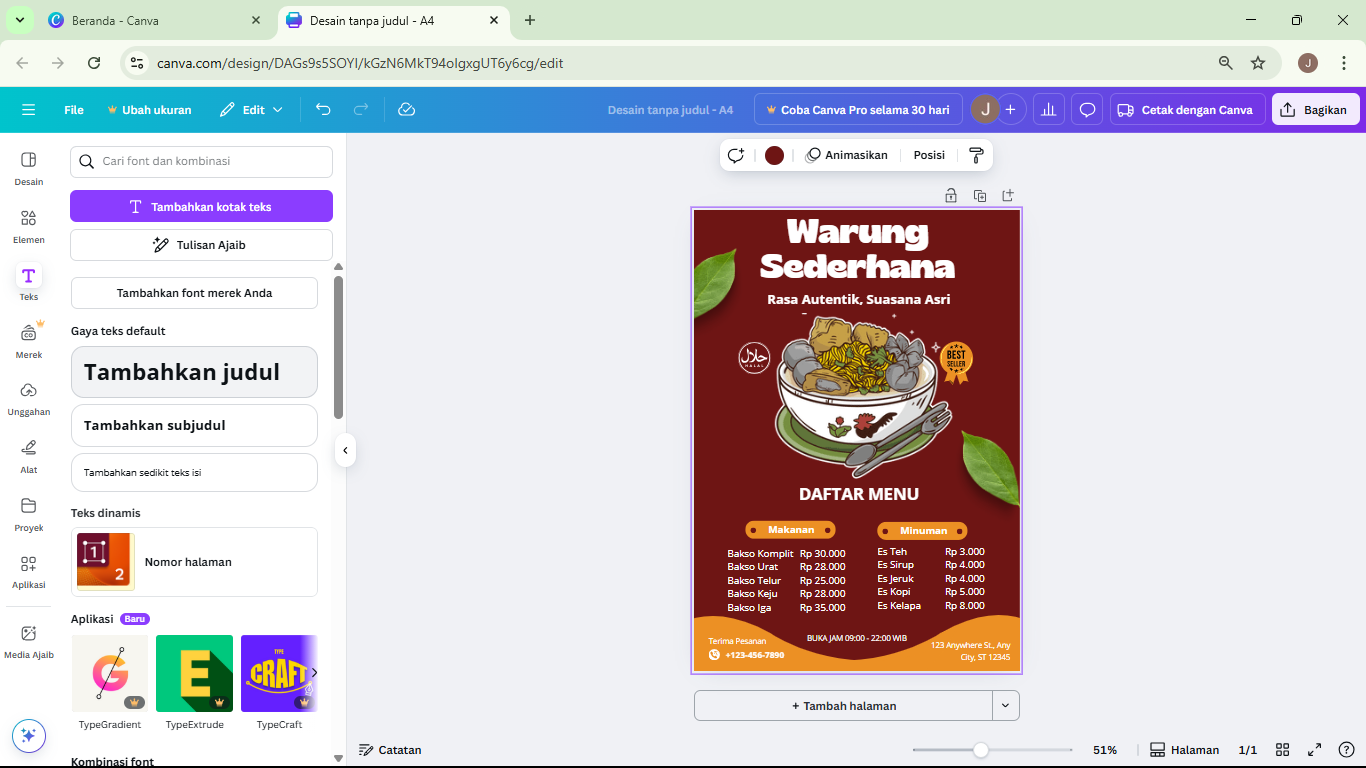 Beranda - Canva
Desain tanpa judul - A4
canva.com/design/DAGs9s5SOYI/kGzN6MkT94olgxgUT6y6cg/edit
J
File
Ubah ukuran
Edit
Desain tanpa judul - A4
Coba Canva Pro selama 30 hari
J
+
Cetak dengan Canva
Bagikan
Desain
Elemen
Teks
Merek
Unggahan
Alat
Proyek
Aplikasi
Media Ajaib
Cari font dan kombinasi
Tambahkan kotak teks
Tulisan Ajaib
Tambahkan font merek Anda
Gaya teks default
Tambahkan judul
Tambahkan subjudul
Tambahkan sedikit teks isi
Teks dinamis
1
2
Nomor halaman
Aplikasi Baru
G
E
TYPE
CRAFT
TypeGradient
TypeExtrude
TypeCraft
Kombinasi font
Animasikan
Posisi
Warung
Sederhana
Rasa Autentik, Suasana Asri
حلال
HALAL
BEST
SELLER
DAFTAR MENU
Makanan
Bakso Komplit Rp 30.000
Bakso Urat Rp 28.000
Bakso Telur Rp 25.000
Bakso Keju Rp 28.000
Bakso Iga Rp 35.000
Minuman
Es Teh Rp 3.000
Es Sirup Rp 4.000
Es Jeruk Rp 4.000
Es Kopi Rp 5.000
Es Kelapa Rp 8.000
Terima Pesanan
+123-456-7890
BUKA JAM 09:00 - 22:00 WIB
123 Anywhere St., Any
City, ST 12345
+ Tambah halaman
Catatan
51%
Halaman
1/1